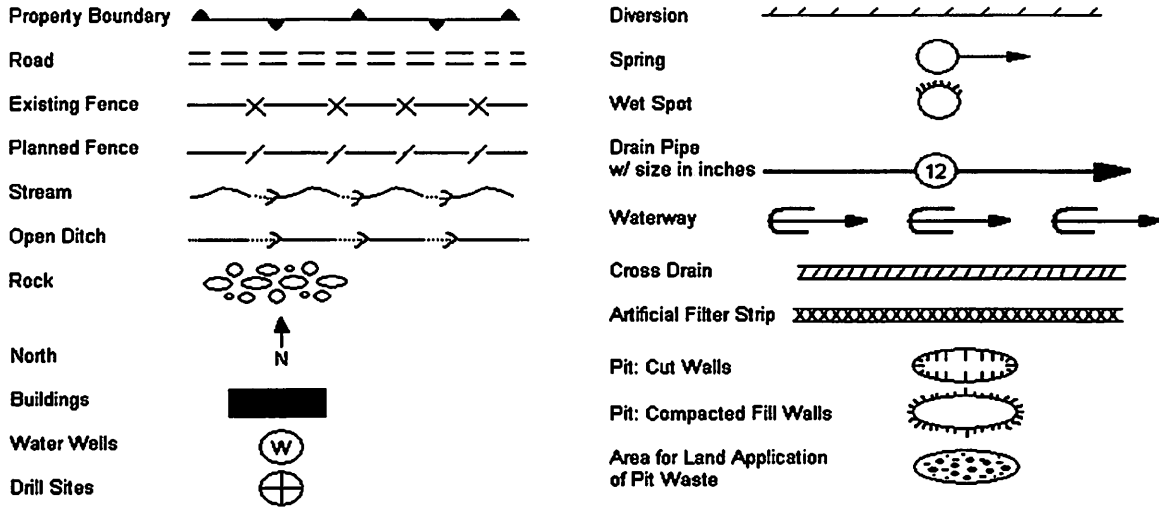 Property Boundary
Road
Existing Fence
Planned Fence
Stream
Open Ditch
Rock
N
North
Buildings
Water Wells
W
Drill Sites
Diversion
Spring
Wet Spot
Drain Pipe
w/ size in inches
12
Waterway
Cross Drain
Artificial Filter Strip
Pit: Cut Walls
Pit: Compacted Fill Walls
Area for Land Application
of Pit Waste